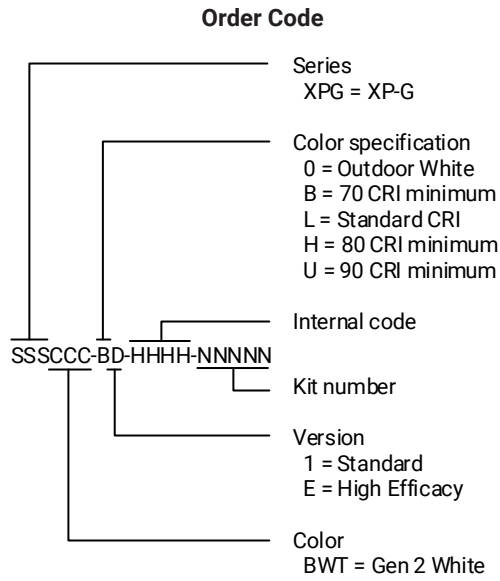 Order Code
Series
XPG = XP-G
Color specification
0 = Outdoor White
B = 70 CRI minimum
L = Standard CRI
H = 80 CRI minimum
U = 90 CRI minimum
Internal code
SSSCCC-BD-HHHH-NNNNN
Kit number
Version
1 = Standard
E = High Efficacy
Color
BWT = Gen 2 White